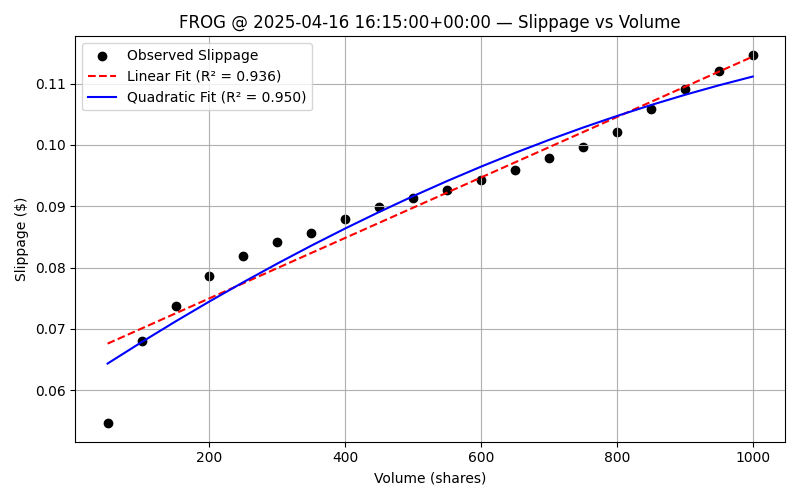 FROG @ 2025-04-16 16:15:00+00:00 — Slippage vs Volume
Observed Slippage
Linear Fit (R² = 0.936)
Quadratic Fit (R² = 0.950)
Slippage ($)
0.11
0.10
0.09
0.08
0.07
0.06
200 400 600 800 1000
Volume (shares)